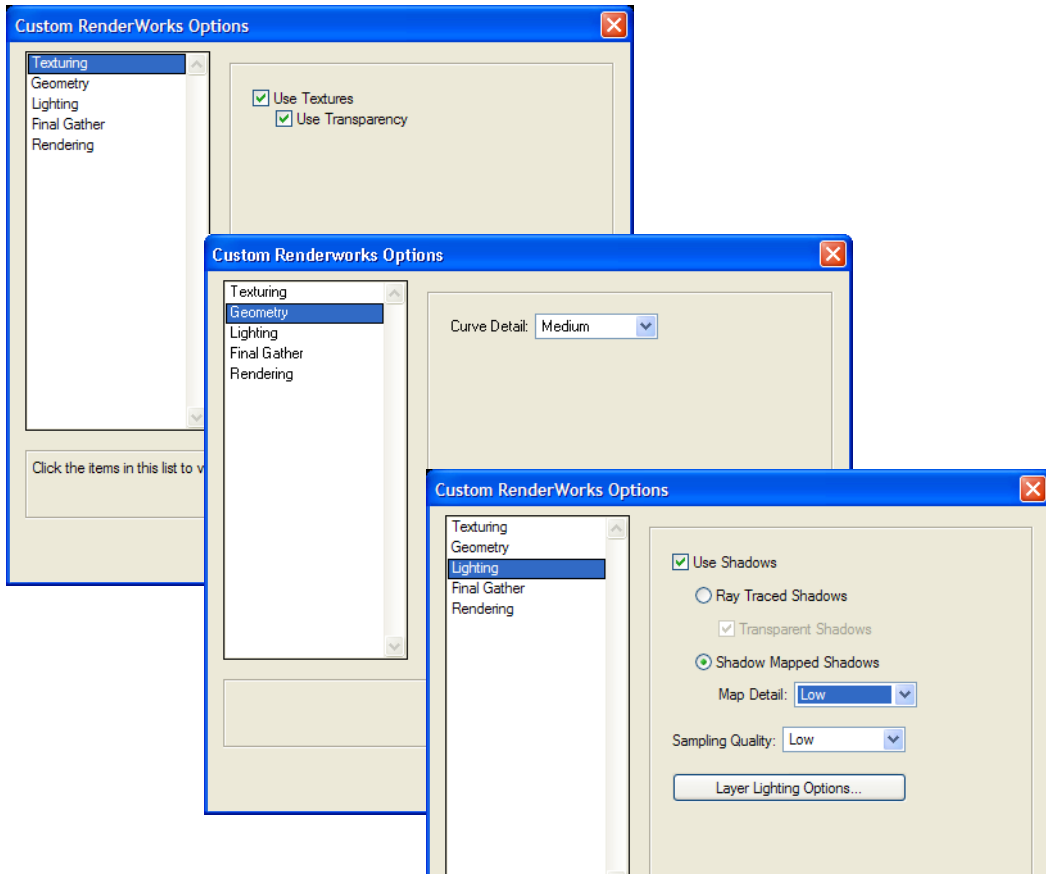 Custom RenderWorks Options
Texturing
Geometry
Lighting
Final Gather
Rendering
Use Textures
Use Transparency
Click the items in this list to v
Custom Renderworks Options
Texturing
Geometry
Lighting
Final Gather
Rendering
Curve Detail: Medium
Custom RenderWorks Options
Texturing
Geometry
Lighting
Final Gather
Rendering
Use Shadows
Ray Traced Shadows
Transparent Shadows
Shadow Mapped Shadows
Map Detail: Low
Sampling Quality: Low
Layer Lighting Options...